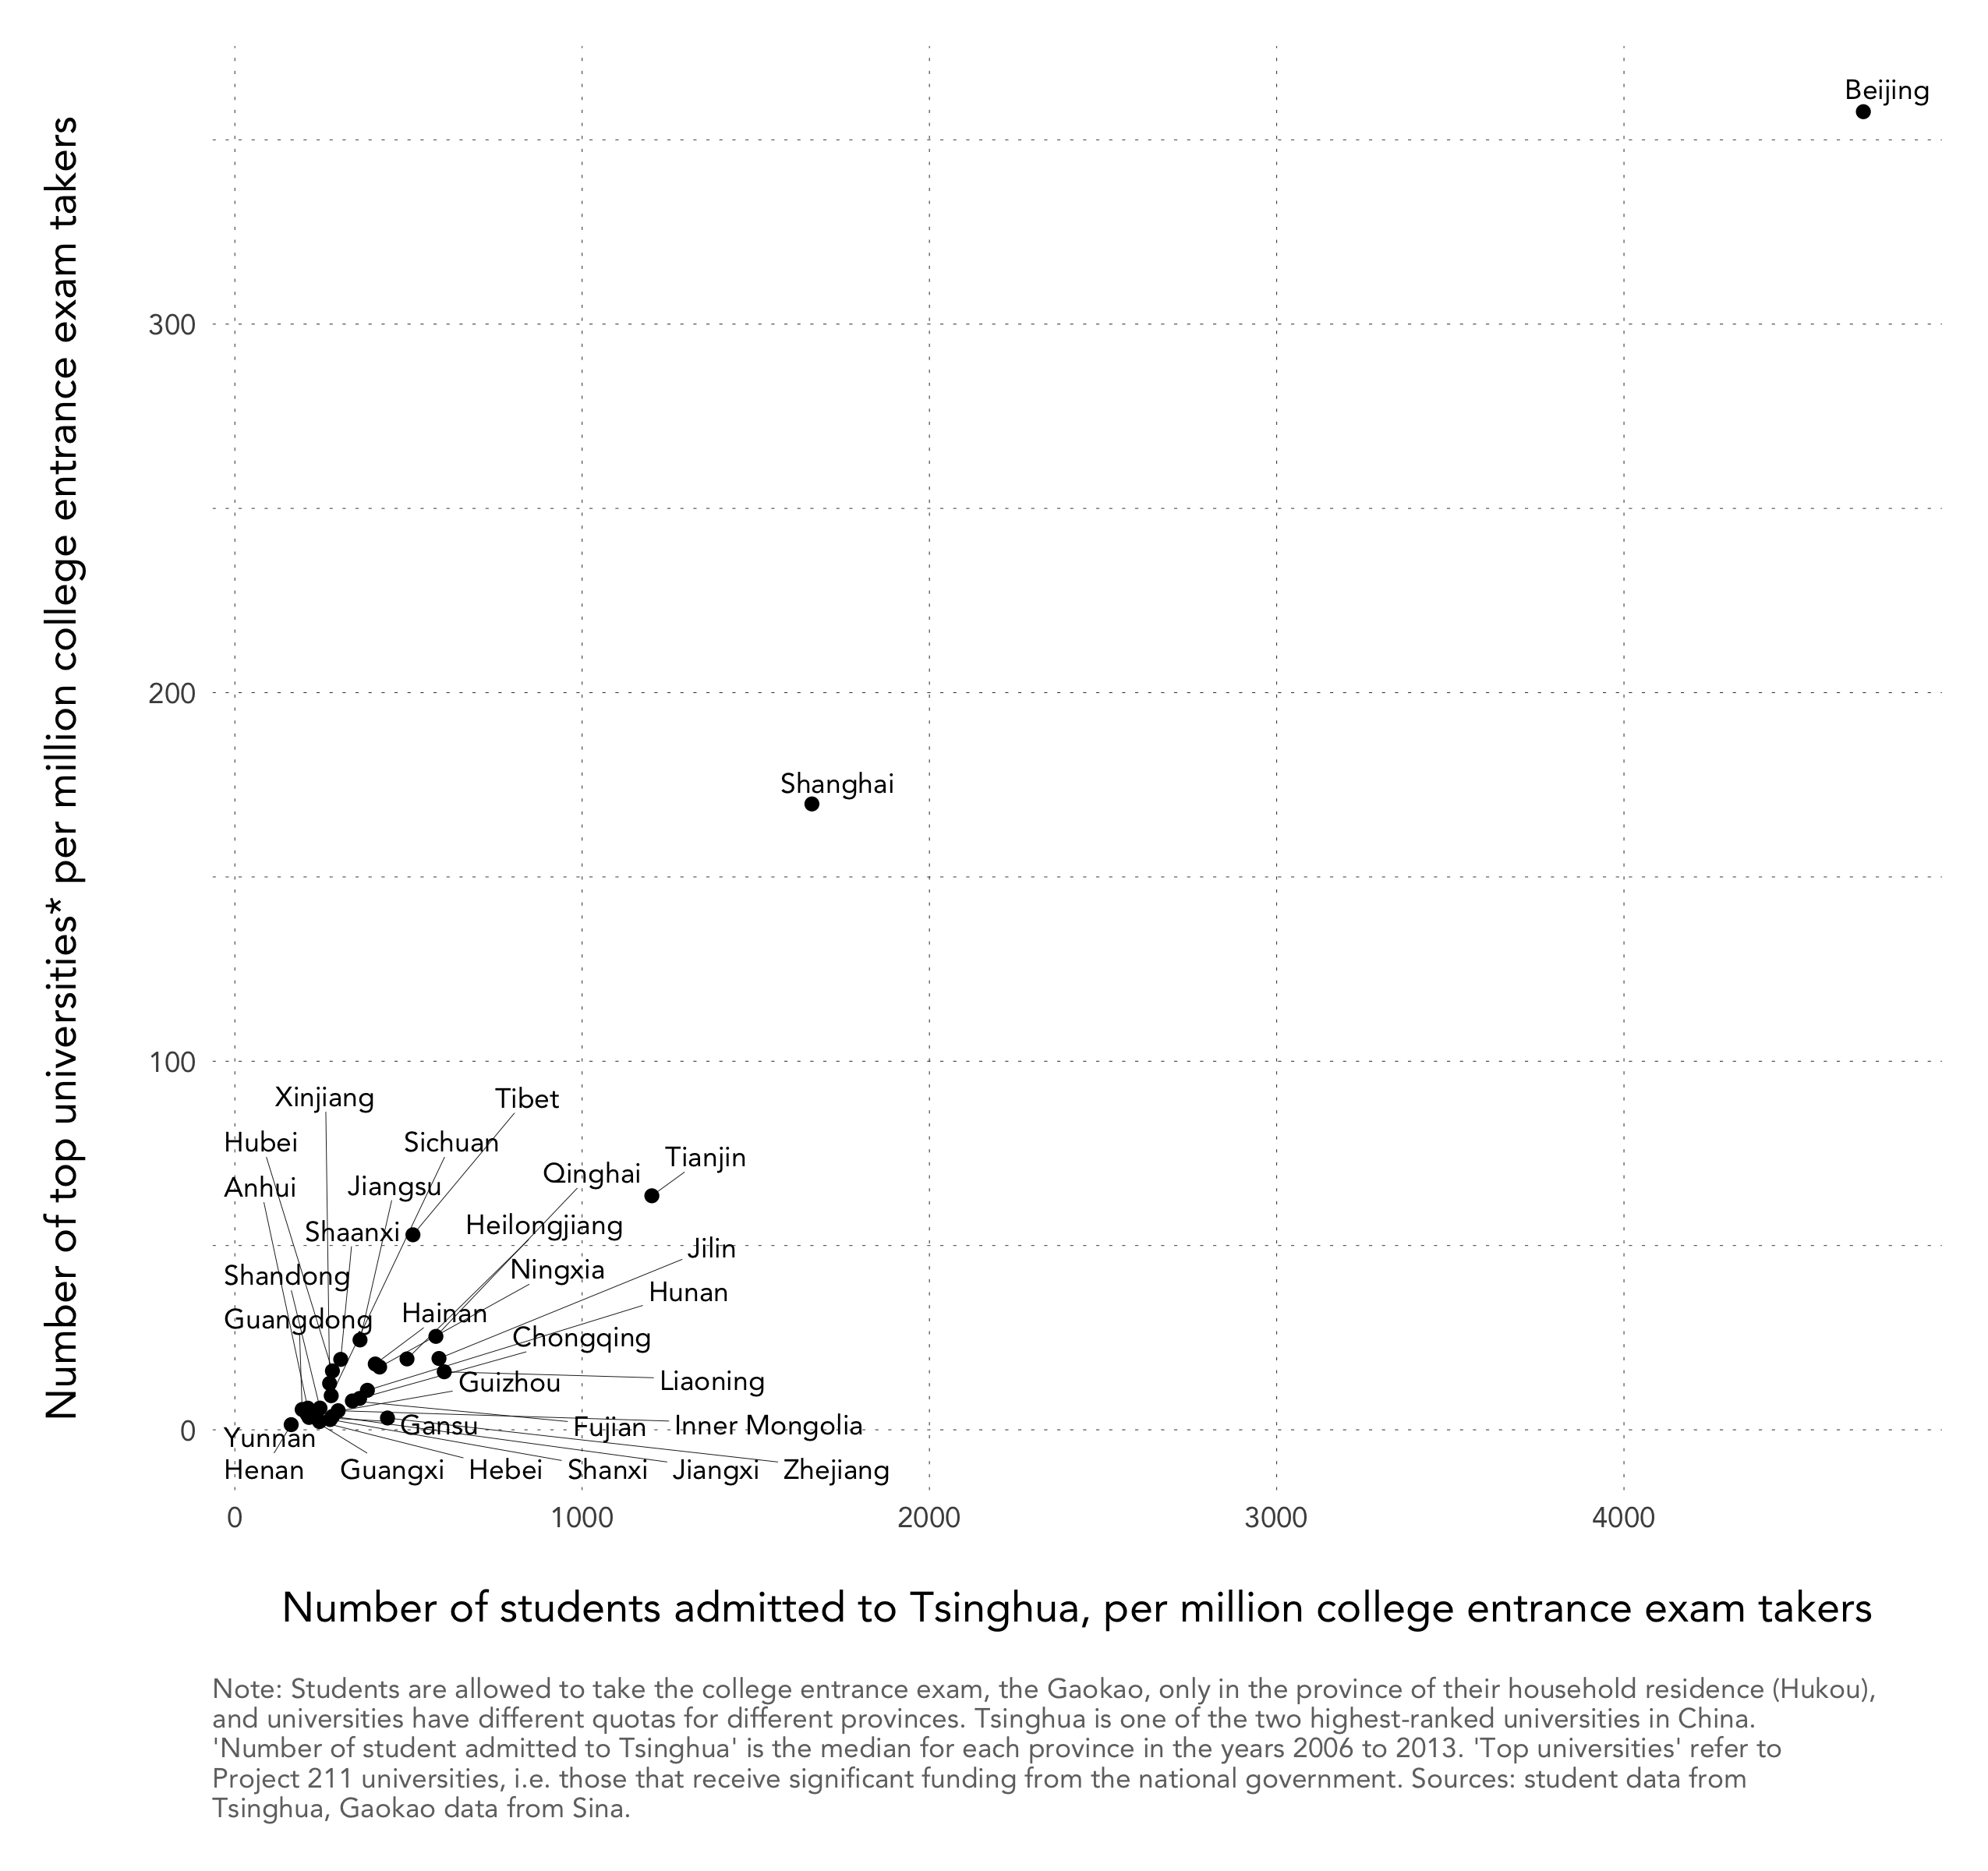 Number of top universities* per million college entrance exam takers
Beijing
300
200
Shanghai
100
Xinjiang
Tibet
Hubei
Sichuan
Tianjin
Qinghai
Anhui
Jiangsu
Heilongjiang
Shaanxi
Jilin
Ningxia
Shandong
Hunan
Hainan
Guangdong
Chongqing
Liaoning
Guizhou
Gansu
Fujian
Inner Mongolia
0
Yunnan
Henan
Guangxi
Hebei
Shanxi
Jiangxi
Zhejiang
0
1000
2000
3000
4000
Number of students admitted to Tsinghua, per million college entrance exam takers
Note: Students are allowed to take the college entrance exam, the Gaokao, only in the province of their household residence (Hukou),
and universities have different quotas for different provinces. Tsinghua is one of the two highest-ranked universities in China.
'Number of student admitted to Tsinghua' is the median for each province in the years 2006 to 2013. 'Top universities' refer to
Project 211 universities, i.e. those that receive significant funding from the national government. Sources: student data from
Tsinghua, Gaokao data from Sina.